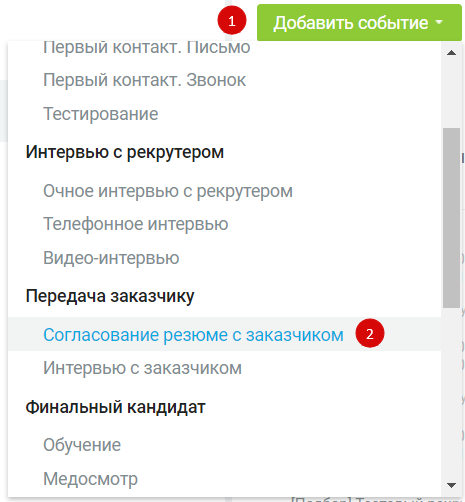 1 Добавить событие
Первый контакт. Письмо
Первый контакт. Звонок
Тестирование
Интервью с рекрутером
Очное интервью с рекрутером
Телефонное интервью
Видео-интервью
Передача заказчику
Согласование резюме с заказчиком 2
Интервью с заказчиком
Финальный кандидат
Обучение
Медосмотр